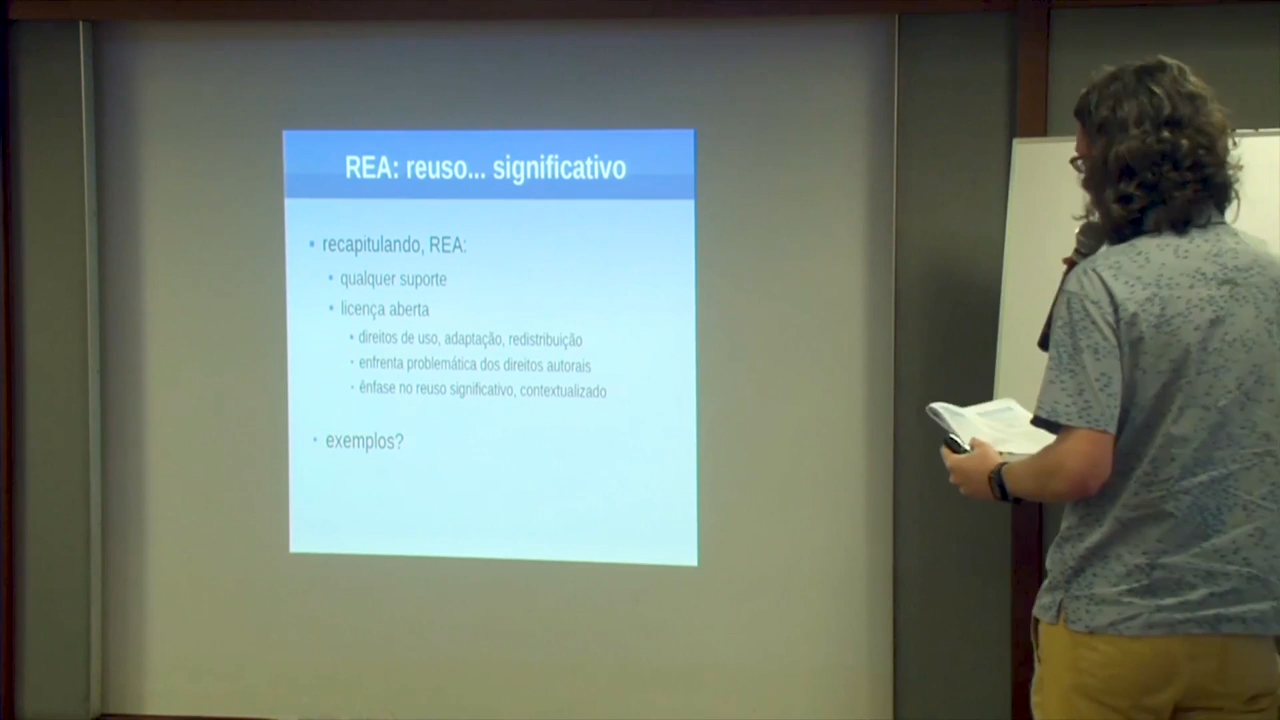 REA: reuso... significativo
recapitulando, REA:
qualquer suporte
licença aberta
direitos de uso, adaptação, redistribuição
enfrenta problemática dos direitos autorais
ênfase no reuso significativo, contextualizado
exemplos?